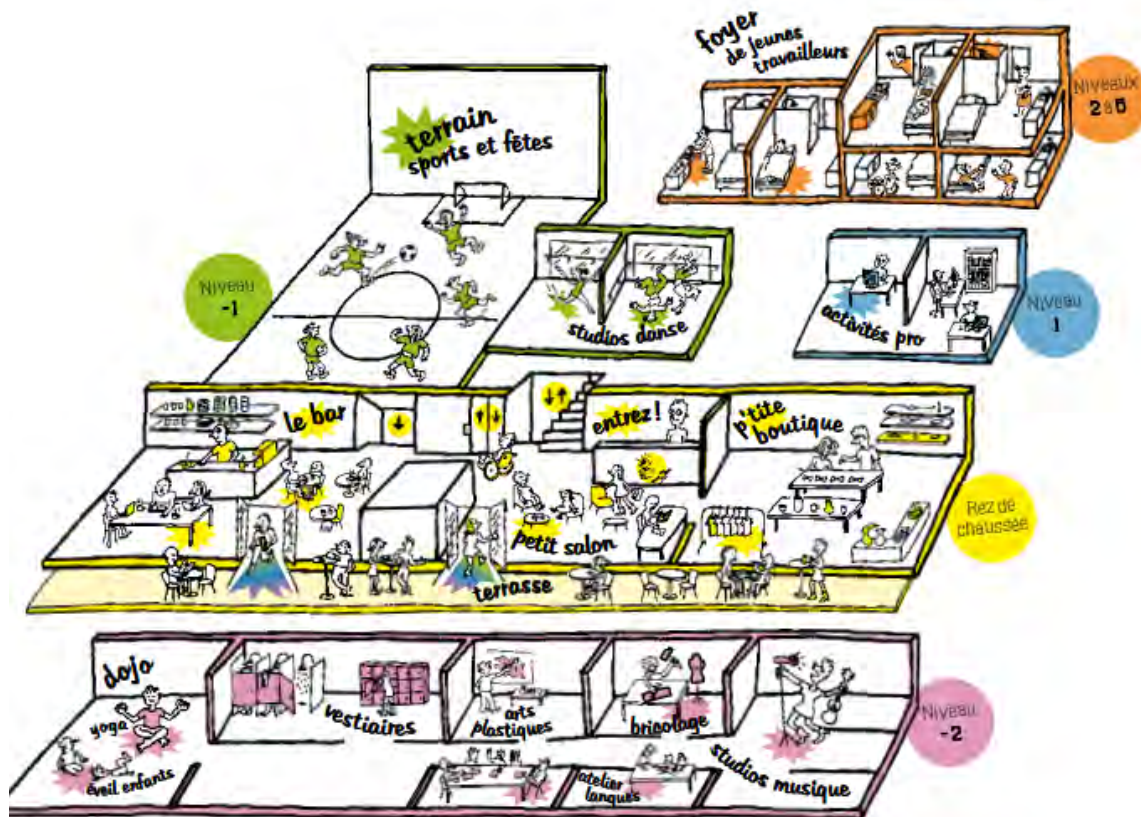 foyer
de jeunes
travailleurs
Niveaux
2 à 5
terrain
sports et fêtes
Niveau
-1
studios danse
activités pro
Niveau
1
le bar
entrez !
p'tite
boutique
petit salon
terrasse
Rez de
chaussée
dojo
yoga
éveil enfants
vestiaires
arts
plastiques
bricolage
atelier
langues
studios musique
Niveau
-2